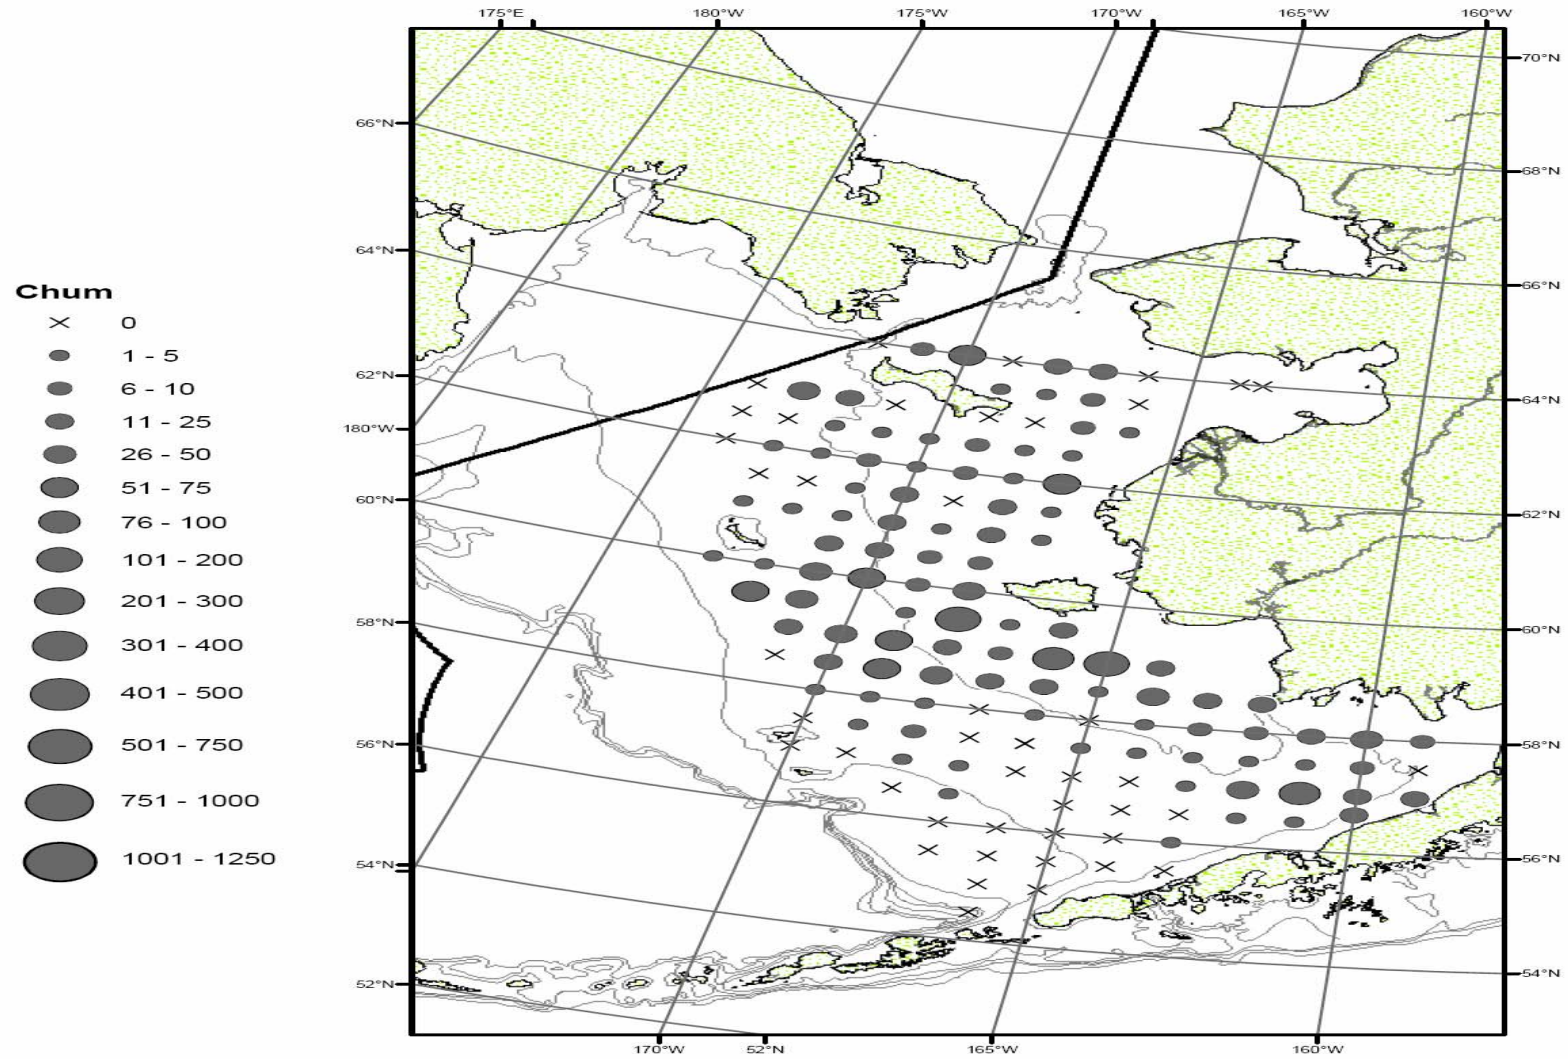 175°E 180°W 175°W 170°W 165°W 160°W
70°N
66°N
68°N
64°N
66°N
Chum
0
1 - 5
62°N
6 - 10
64°N
11 - 25
180°W
26 - 50
51 - 75
60°N
62°N
76 - 100
101 - 200
201 - 300
58°N
60°N
301 - 400
401 - 500
56°N
58°N
501 - 750
751 - 1000
1001 - 1250
56°N
54°N
54°N
52°N
170°W 52°N 165°W 160°W